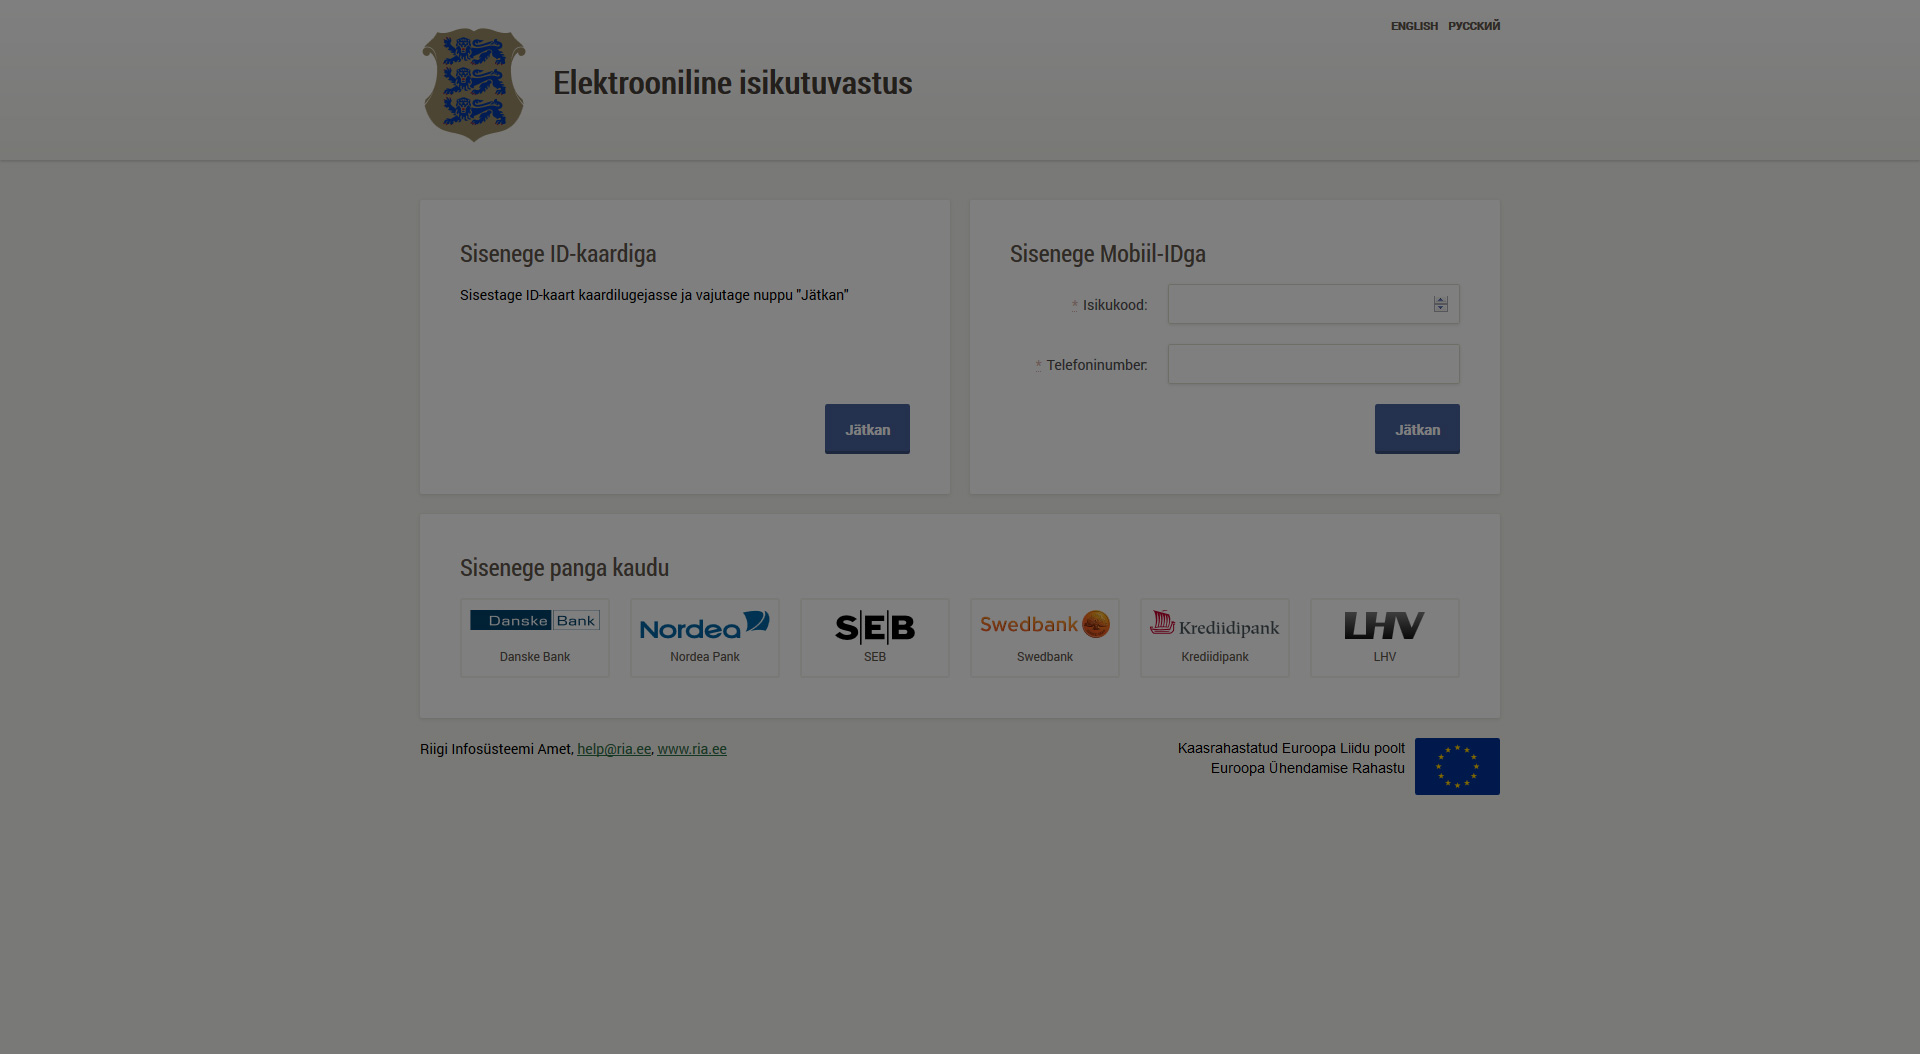 ENGLISH РУССКИЙ
Elektrooniline isikutuvastus
Sisenege ID-kaardiga
Sisestage ID-kaart kaardilugejasse ja vajutage nuppu "Jätkan"
Jätkan
Sisenege Mobiil-IDga
* Isikukood:
* Telefoninumber:
Jätkan
Sisenege panga kaudu
Danske Bank
Danske Bank
Nordea
Nordea Pank
SEB
SEB
Swedbank
Swedbank
Krediidipank
Krediidipank
LHV
LHV
Riigi Infosüsteemi Amet, help@ria.ee, www.ria.ee
Kaasrahastatud Euroopa Liidu poolt
Euroopa Ühendamise Rahastu